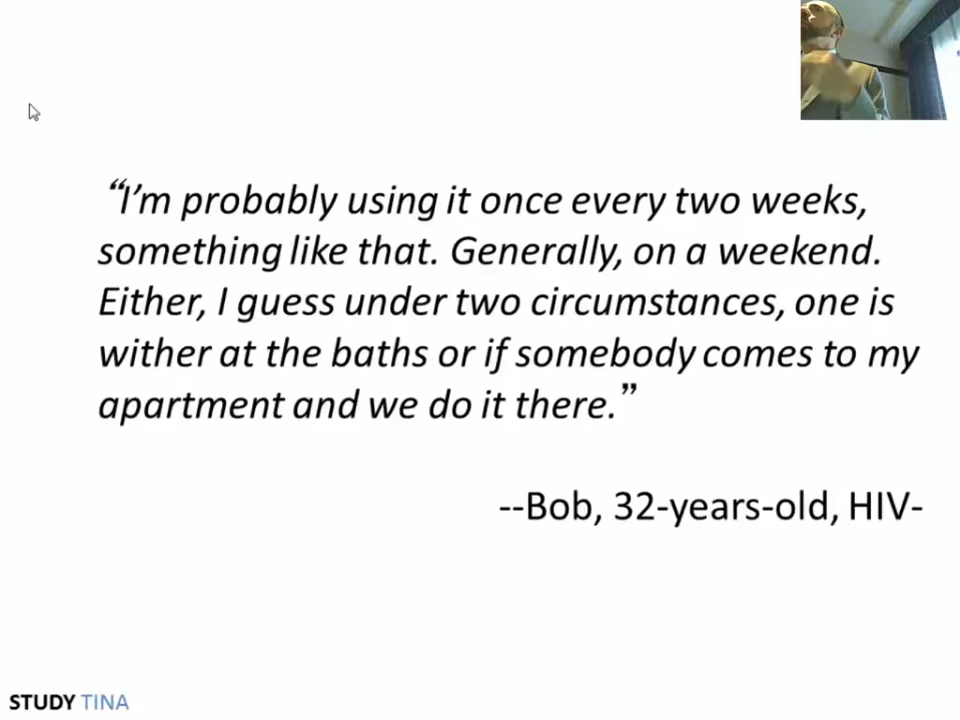 “I’m probably using it once every two weeks,
something like that. Generally, on a weekend.
Either, I guess under two circumstances, one is
wither at the baths or if somebody comes to my
apartment and we do it there.”
--Bob, 32-years-old, HIV-
STUDY TINA